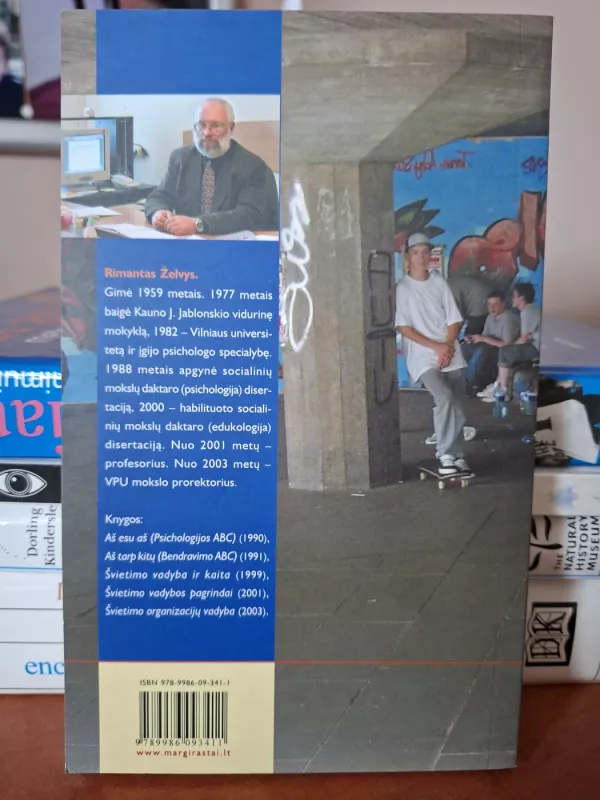 Rimantas Želvys.
Gimė 1959 metais. 1977 metais
baigė Kauno J. Jablonskio vidurinę
mokyklą, 1982 – Vilniaus universi-
tetą ir įgijo psichologo specialybę.
1988 metais apgynė socialinių
mokslų daktaro (psichologija) diser-
taciją, 2000 – habilituoto sociali-
nių mokslų daktaro (edukologija)
disertaciją. Nuo 2001 metų –
profesorius. Nuo 2003 metų –
VPU mokslo prorektorius.
Knygos:
Aš esu aš (Psichologijos ABC) (1990),
Aš tarp kitų (Bendravimo ABC) (1991),
Švietimo vadyba ir kaita (1999),
Švietimo vadybos pagrindai (2001),
Švietimo organizacijų vadyba (2003).
ISBN 978-9986-09-341-1
9789986093411
www.margirastai.lt
Dorling
Kindersle
enc
THE
NATURAL
HISTORY
MUSEUM
DK